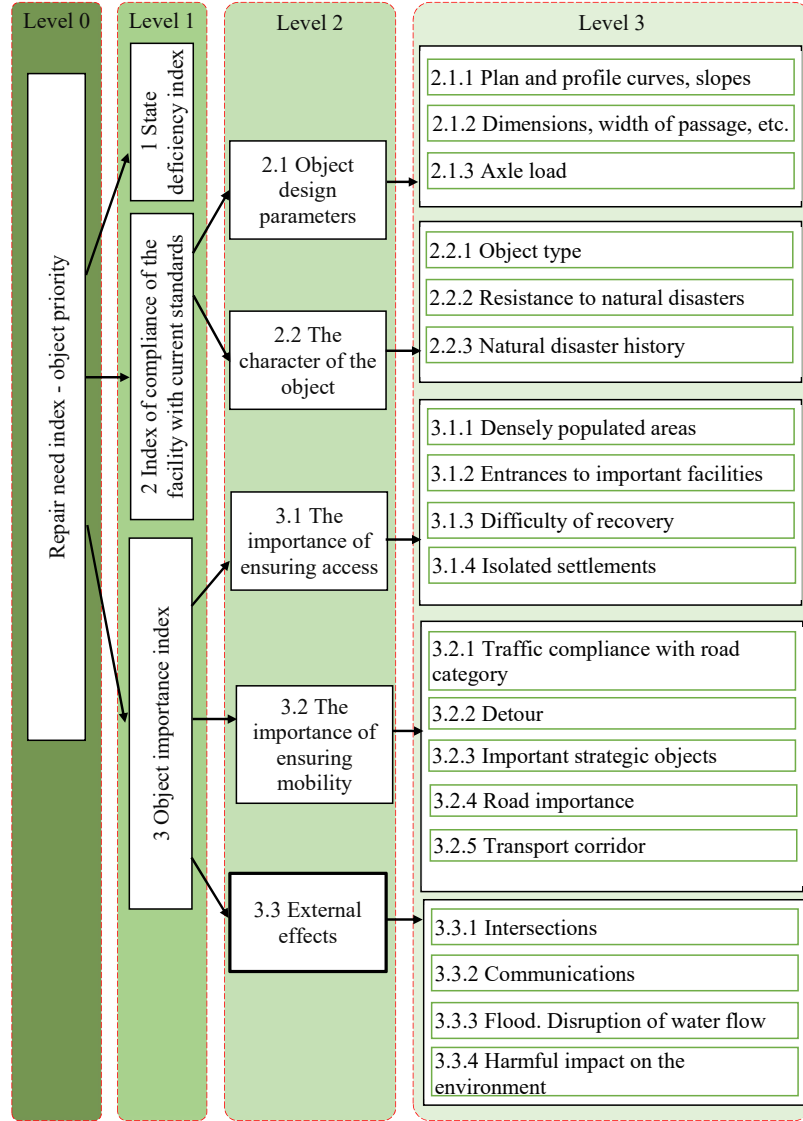 Level 0
Level 1
Level 2
Level 3
Repair need index - object priority
1 State
deficiency index
2 Index of compliance of the
facility with current standards
3 Object importance index
2.1 Object
design
parameters
2.2 The
character of the
object
3.1 The
importance of
ensuring access
3.2 The
importance of
ensuring
mobility
3.3 External
effects
2.1.1 Plan and profile curves, slopes
2.1.2 Dimensions, width of passage, etc.
2.1.3 Axle load
2.2.1 Object type
2.2.2 Resistance to natural disasters
2.2.3 Natural disaster history
3.1.1 Densely populated areas
3.1.2 Entrances to important facilities
3.1.3 Difficulty of recovery
3.1.4 Isolated settlements
3.2.1 Traffic compliance with road
category
3.2.2 Detour
3.2.3 Important strategic objects
3.2.4 Road importance
3.2.5 Transport corridor
3.3.1 Intersections
3.3.2 Communications
3.3.3 Flood. Disruption of water flow
3.3.4 Harmful impact on the
environment